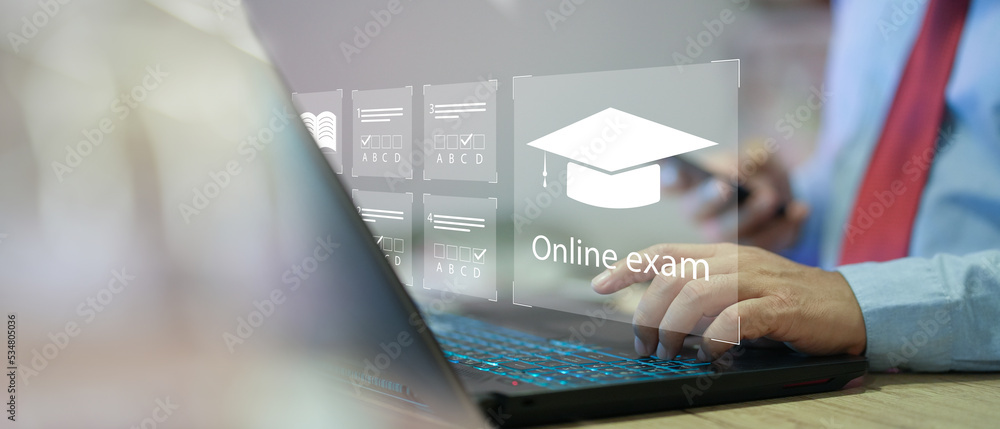 1
A B C D
3
A B C D
4
A B C D
Online exam
Adobe Stock
#534805036